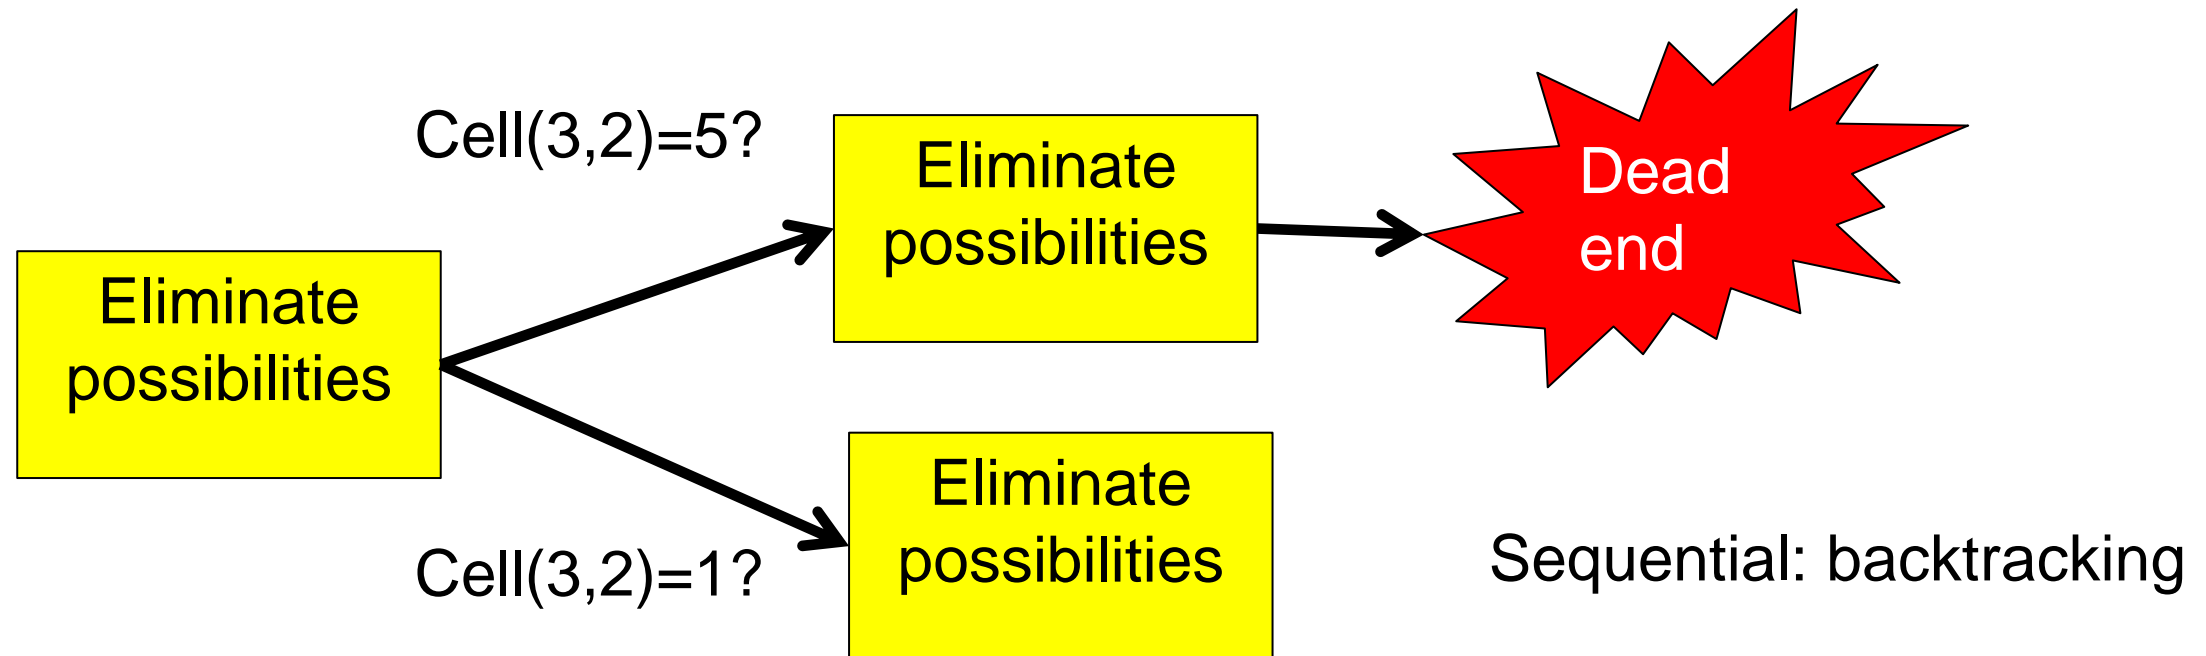 Cell(3,2)=5?
Eliminate
possibilities
Dead
end
Eliminate
possibilities
Eliminate
possibilities
Cell(3,2)=1?
Sequential: backtracking